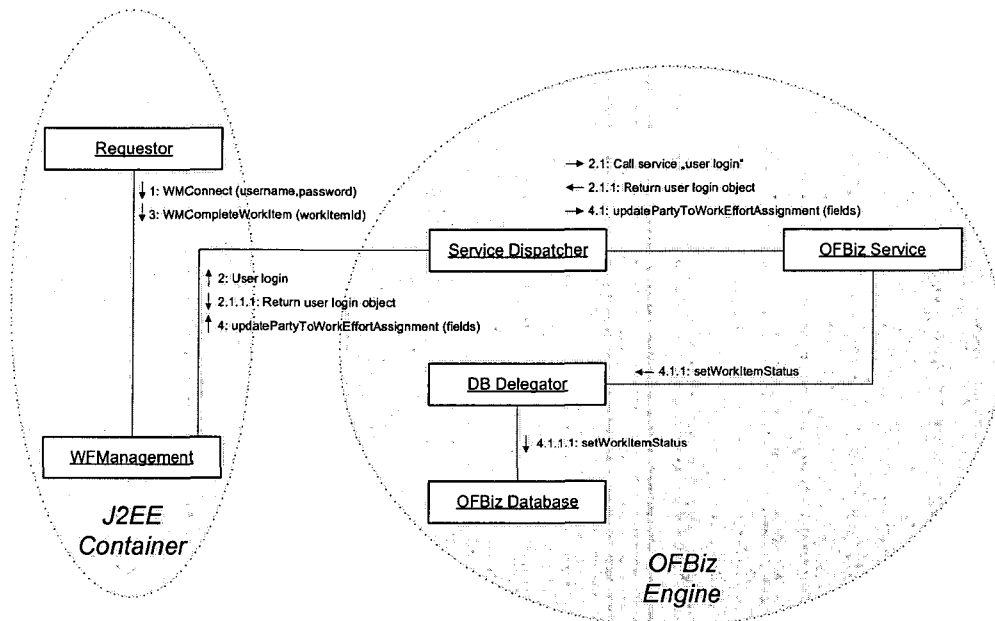 Requestor
1: WMConnect (username,password)
3: WMCompleteWorkItem (workItemId)
2.1: Call service „user login“
2.1.1: Return user login object
4.1: updatePartyToWorkEffortAssignment (fields)
Service Dispatcher
OFBiz Service
2: User login
2.1.1.1: Return user login object
4: updatePartyToWorkEffortAssignment (fields)
4.1.1: setWorkItemStatus
DB Delegator
4.1.1.1: setWorkItemStatus
WFManagement
OFBiz Database
J2EE
Container
OFBiz
Engine